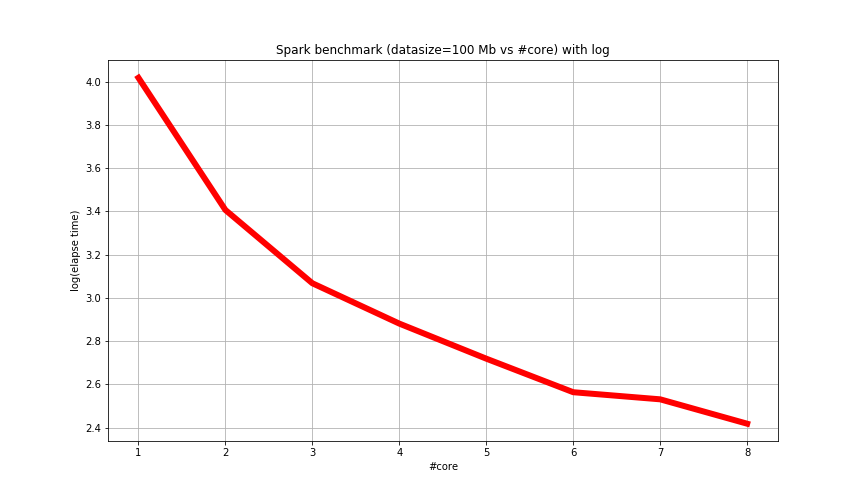 Spark benchmark (datasize=100 Mb vs #core) with log
4.0
3.8
3.6
3.4
3.2
3.0
2.8
2.6
2.4
log(elapse time)
1 2 3 4 5 6 7 8
#core